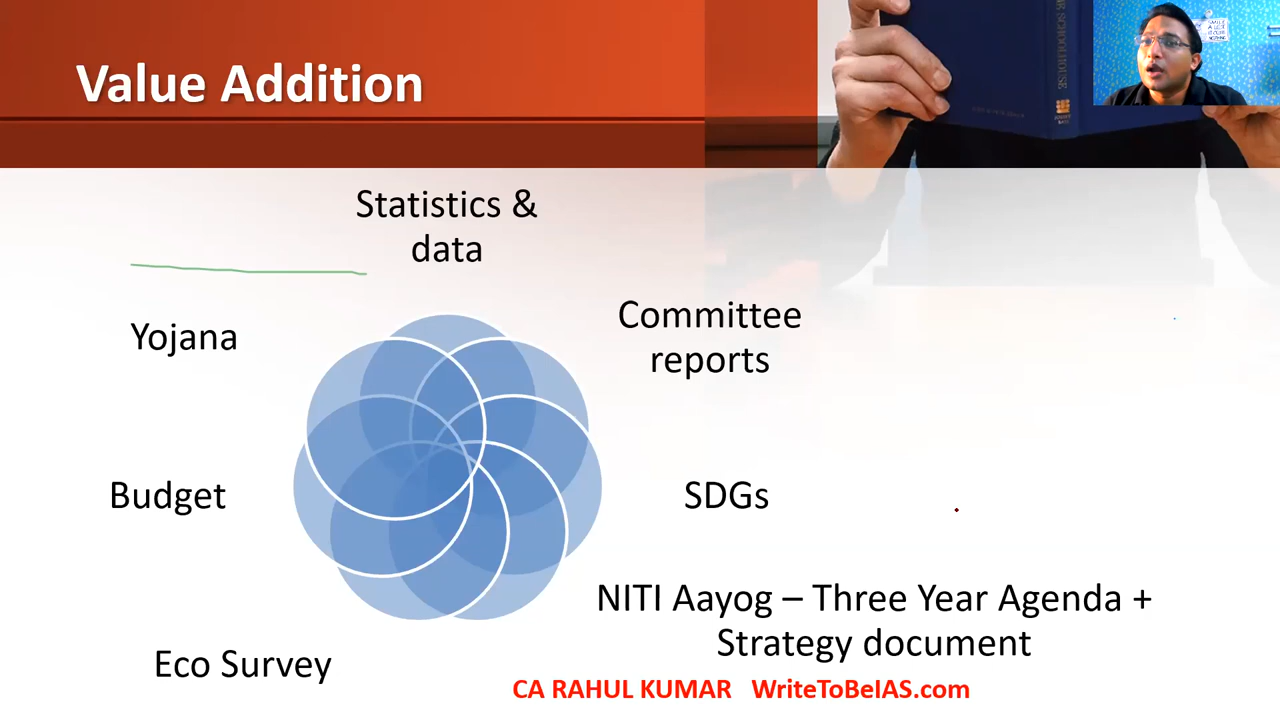 Value Addition
Statistics &
data
Committee
reports
Yojana
Budget
SDGs
NITI Aayog – Three Year Agenda +
Strategy document
Eco Survey
CA RAHUL KUMAR WriteToBeIAS.com